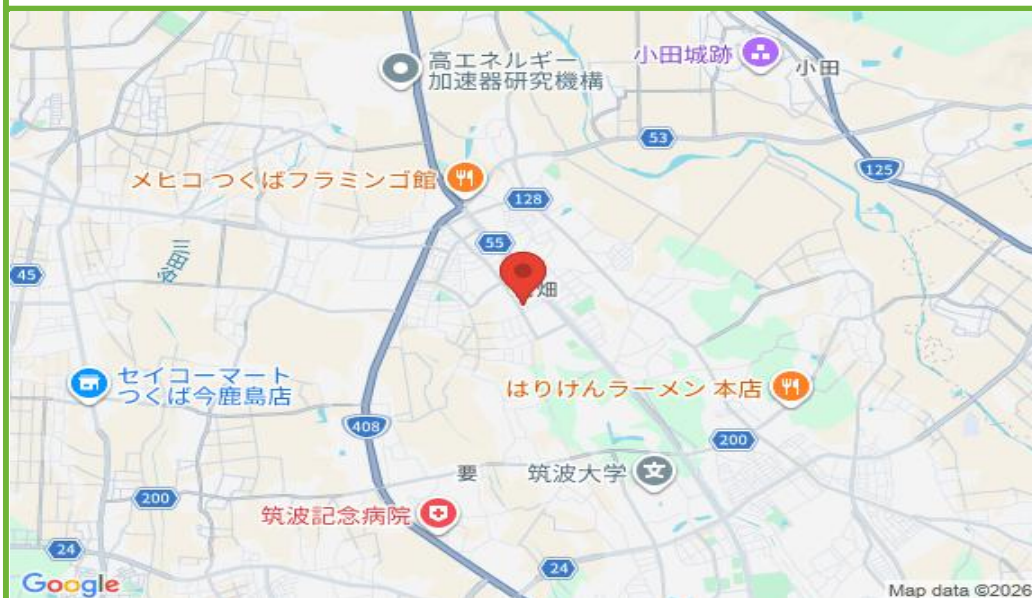 高エネルギー
加速器研究機構
小田城跡
小田
53
125
メヒコ つくばフラミンゴ館
128
55
45
畑
セイコーマート
つくば今鹿島店
はりけんラーメン 本店
408
200
要
筑波大学
200
筑波記念病院
24
24
Google
Map data ©2026